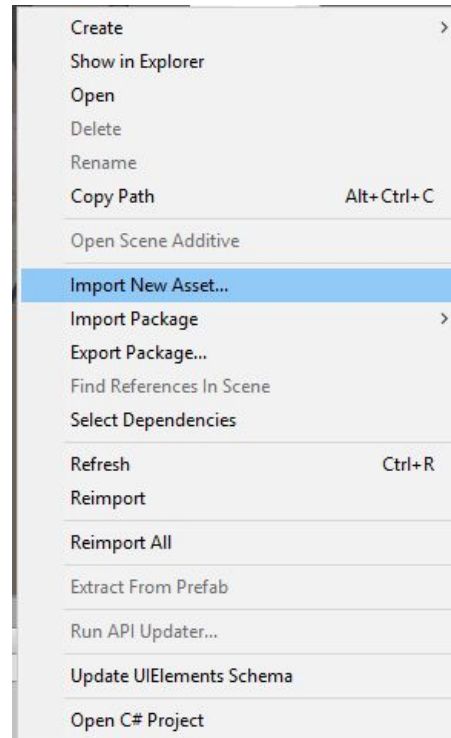 Create >
Show in Explorer
Open
Delete
Rename
Copy Path Alt+Ctrl+C
Open Scene Additive
Import New Asset...
Import Package >
Export Package...
Find References In Scene
Select Dependencies
Refresh Ctrl+R
Reimport
Reimport All
Extract From Prefab
Run API Updater...
Update UIElements Schema
Open C# Project